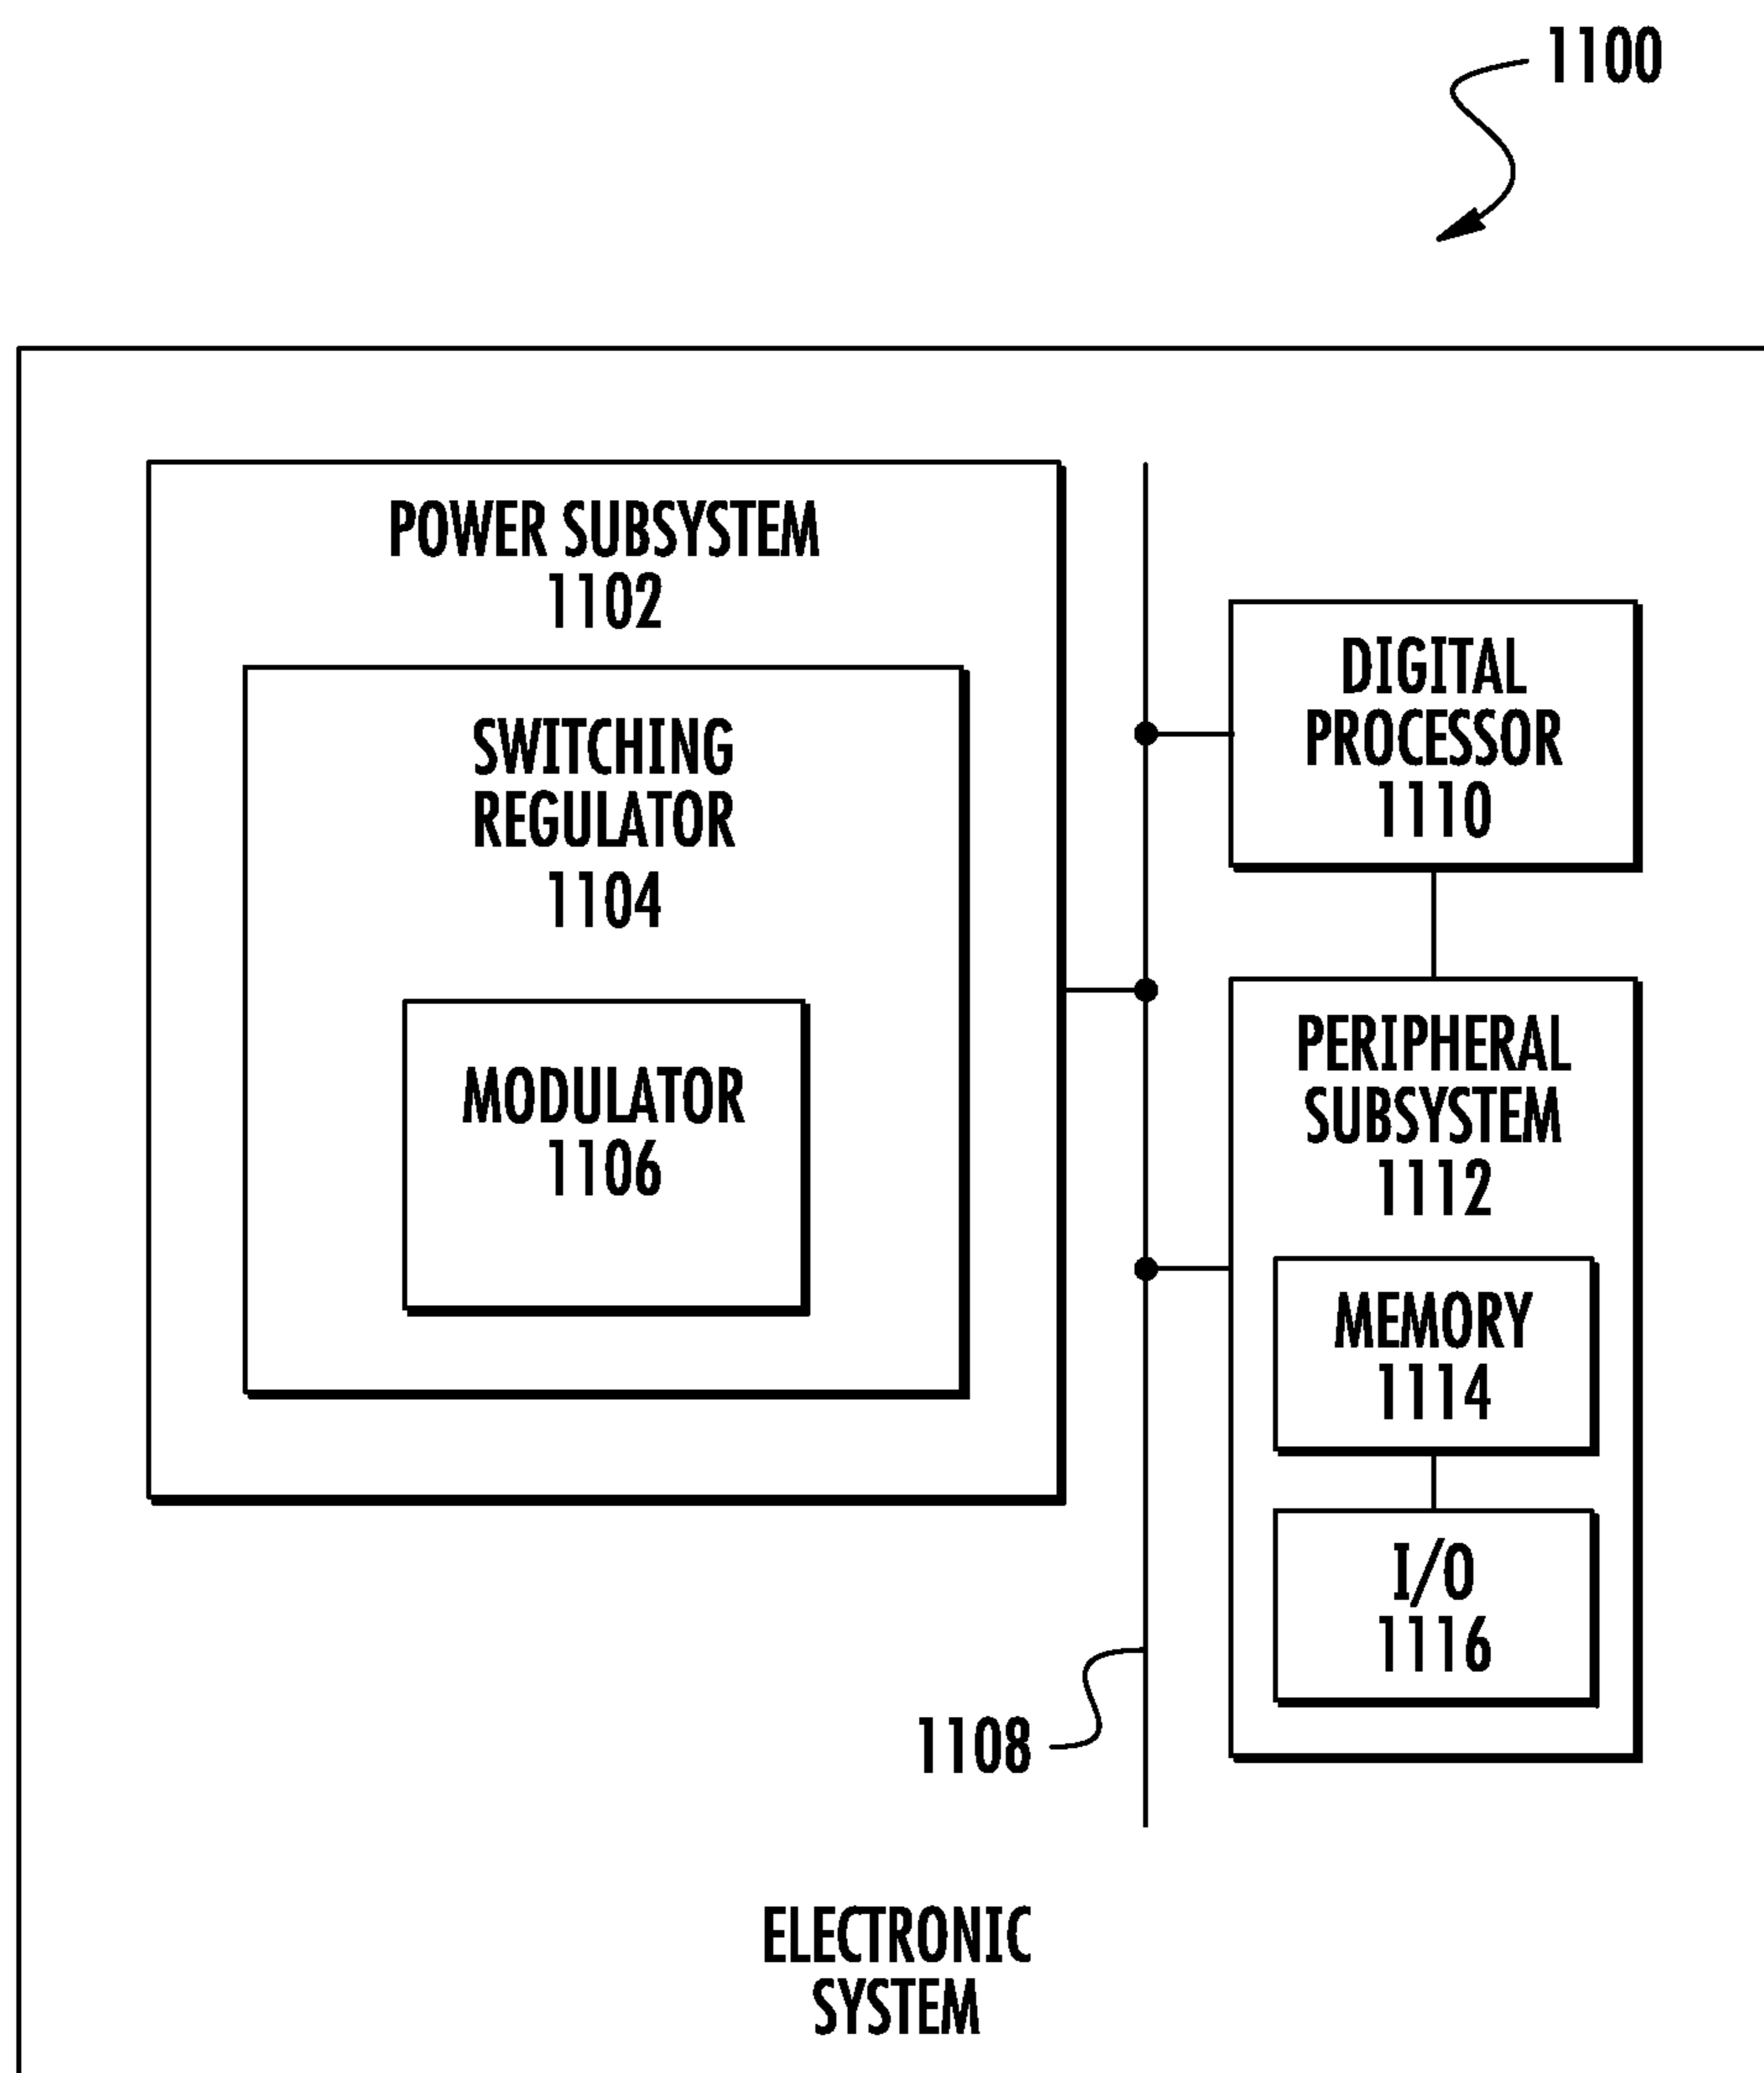 1100
POWER SUBSYSTEM
1102
SWITCHING
REGULATOR
1104
MODULATOR
1106
DIGITAL
PROCESSOR
1110
PERIPHERAL
SUBSYSTEM
1112
MEMORY
1114
I/O
1116
1108
ELECTRONIC
SYSTEM